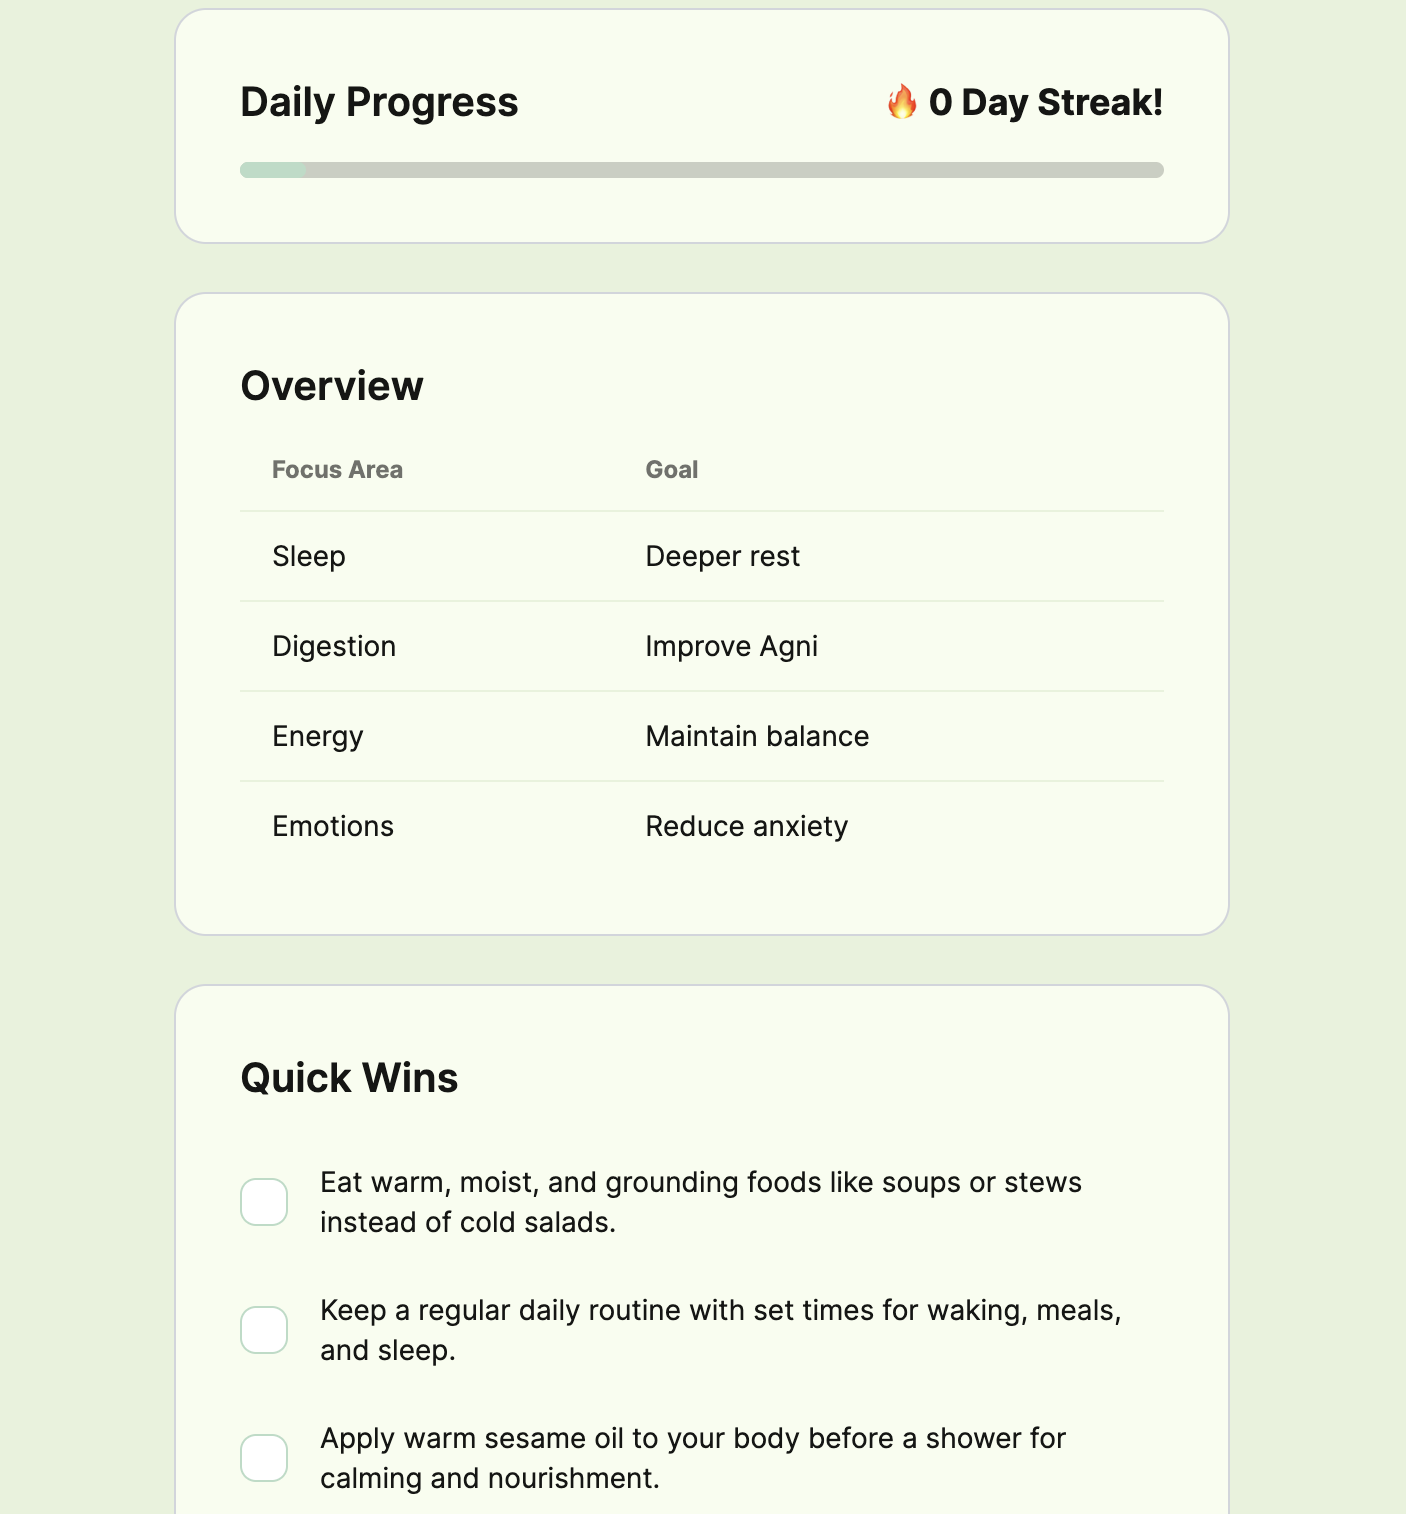 Daily Progress
🔥 0 Day Streak!
Overview
Focus Area Goal
Sleep Deeper rest
Digestion Improve Agni
Energy Maintain balance
Emotions Reduce anxiety
Quick Wins
Eat warm, moist, and grounding foods like soups or stews
instead of cold salads.
Keep a regular daily routine with set times for waking, meals,
and sleep.
Apply warm sesame oil to your body before a shower for
calming and nourishment.